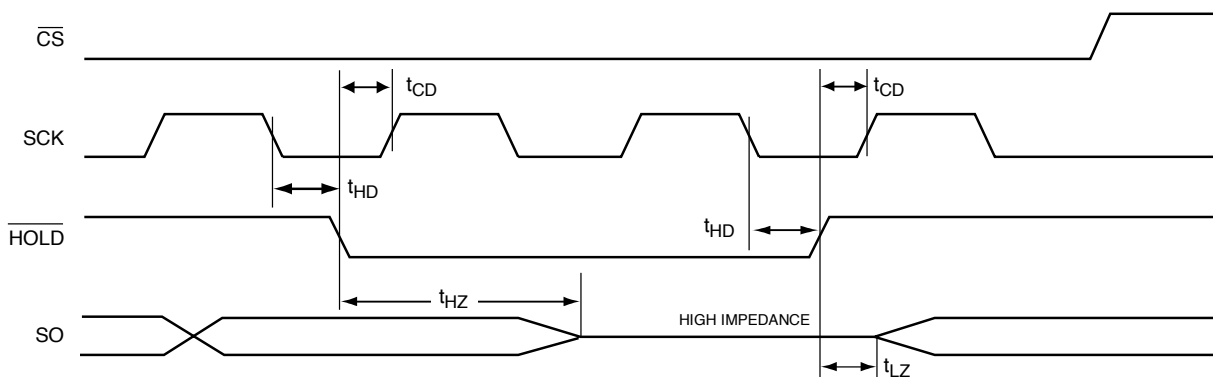 CS
tCD
tCD
SCK
tHD
HOLD
tHD
tHZ
HIGH IMPEDANCE
SO
tLZ